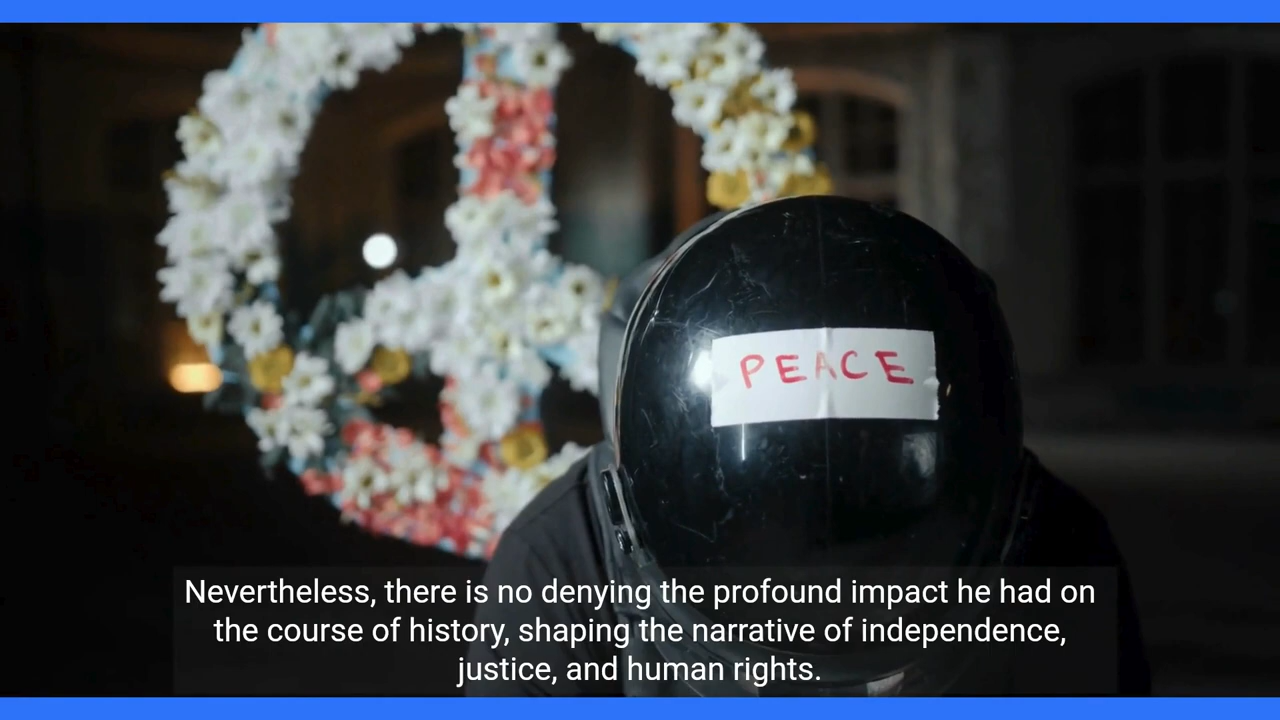 PEACE
Nevertheless, there is no denying the profound impact he had on
the course of history, shaping the narrative of independence,
justice, and human rights.